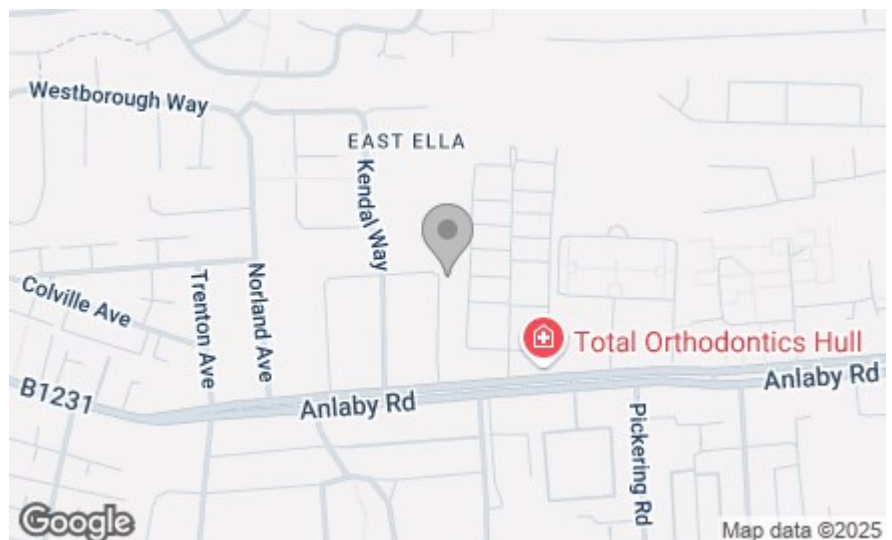 Westborough Way
EAST ELLA
Kendal Way
Colville Ave
Trenton Ave
Norland Ave
Total Orthodontics Hull
B1231
Anlaby Rd
Anlaby Rd
Pickering Rd
Google
Map data ©2025